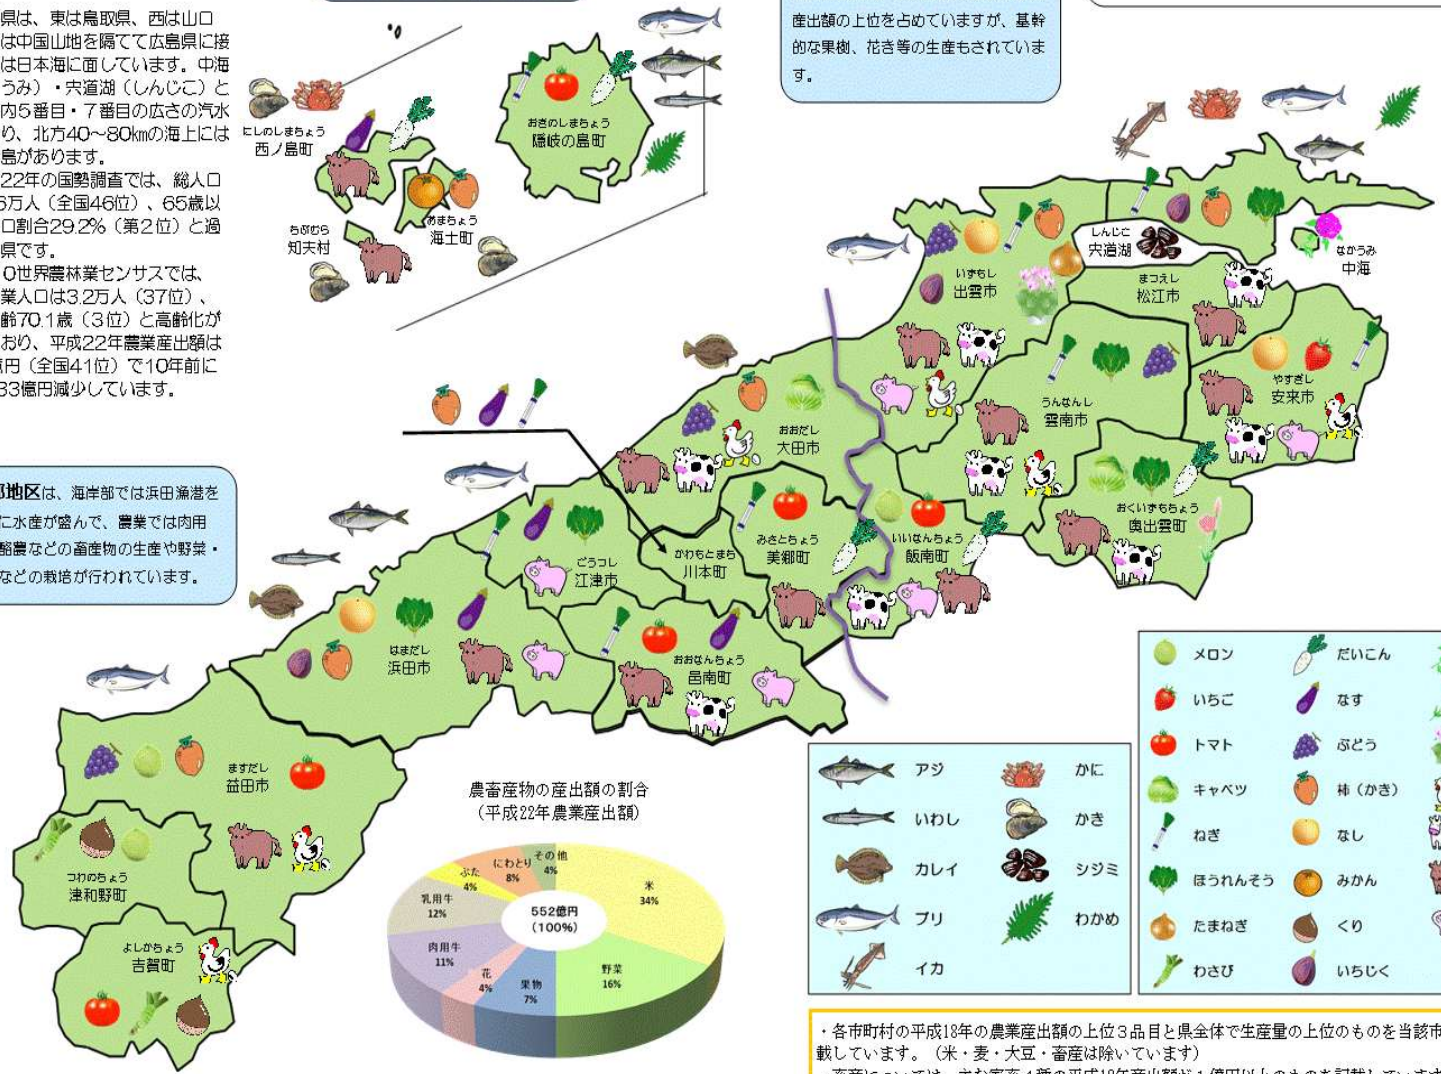 県は、東は鳥取県、西は山口
は中国山地を隔てて広島県に接
は日本海に面しています。中海
うみ）・宍道湖（しんじこ）と
内５番目・７番目の広さの汽水
り、北方40～80㎞の海上には
島があります。
22年の国勢調査では、総人口
万人（全国46位）、65歳以
口割合29.2%（第２位）と過
県です。
０世界農林業センサスでは、
業人口は3.2万人（37位）、
齢70.1歳（３位）と高齢化が
おり、平成22年農業産出額は
円（全国41位）で10年前に
33億円減少しています。
地区は、海岸部では浜田漁港を
に水産が盛んで、農業では肉用
酪農などの畜産物の生産や野菜・
などの栽培が行われています。
産出額の上位を占めていますが、基幹
的な果樹、花き等の生産もされていま
す。
にしのしまちょう
西ノ島町
おきのしまちょう
隠岐の島町
あまちょう
海士町
ちぶむら
知夫村
しんじこ
宍道湖
なかうみ
中海
いずもし
出雲市
まつえし
松江市
やすぎし
安来市
うんなんし
雲南市
おくいずもちょう
奥出雲町
おおだし
大田市
いいなんちょう
飯南町
みさとちょう
美郷町
かわもとまち
川本町
ごうつし
江津市
おおなんちょう
邑南町
はまだし
浜田市
ますだし
益田市
つわのちょう
津和野町
よしかちょう
吉賀町
農畜産物の産出額の割合
（平成22年農業産出額）
552億円
（100%）
米
34%
野菜
16%
果物
7%
花
4%
肉用牛
11%
乳用牛
12%
ぶた
4%
にわとり
8%
その他
4%
アジ
かに
いわし
かき
カレイ
シジミ
ブリ
わかめ
イカ
メロン
だいこん
いちご
なす
トマト
ぶどう
キャベツ
柿（かき）
ねぎ
なし
ほうれんそう
みかん
たまねぎ
くり
わさび
いちじく
・各市町村の平成18年の農業産出額の上位３品目と県全体で生産量の上位のものを当該市
載しています。（米・麦・大豆・畜産は除いています）